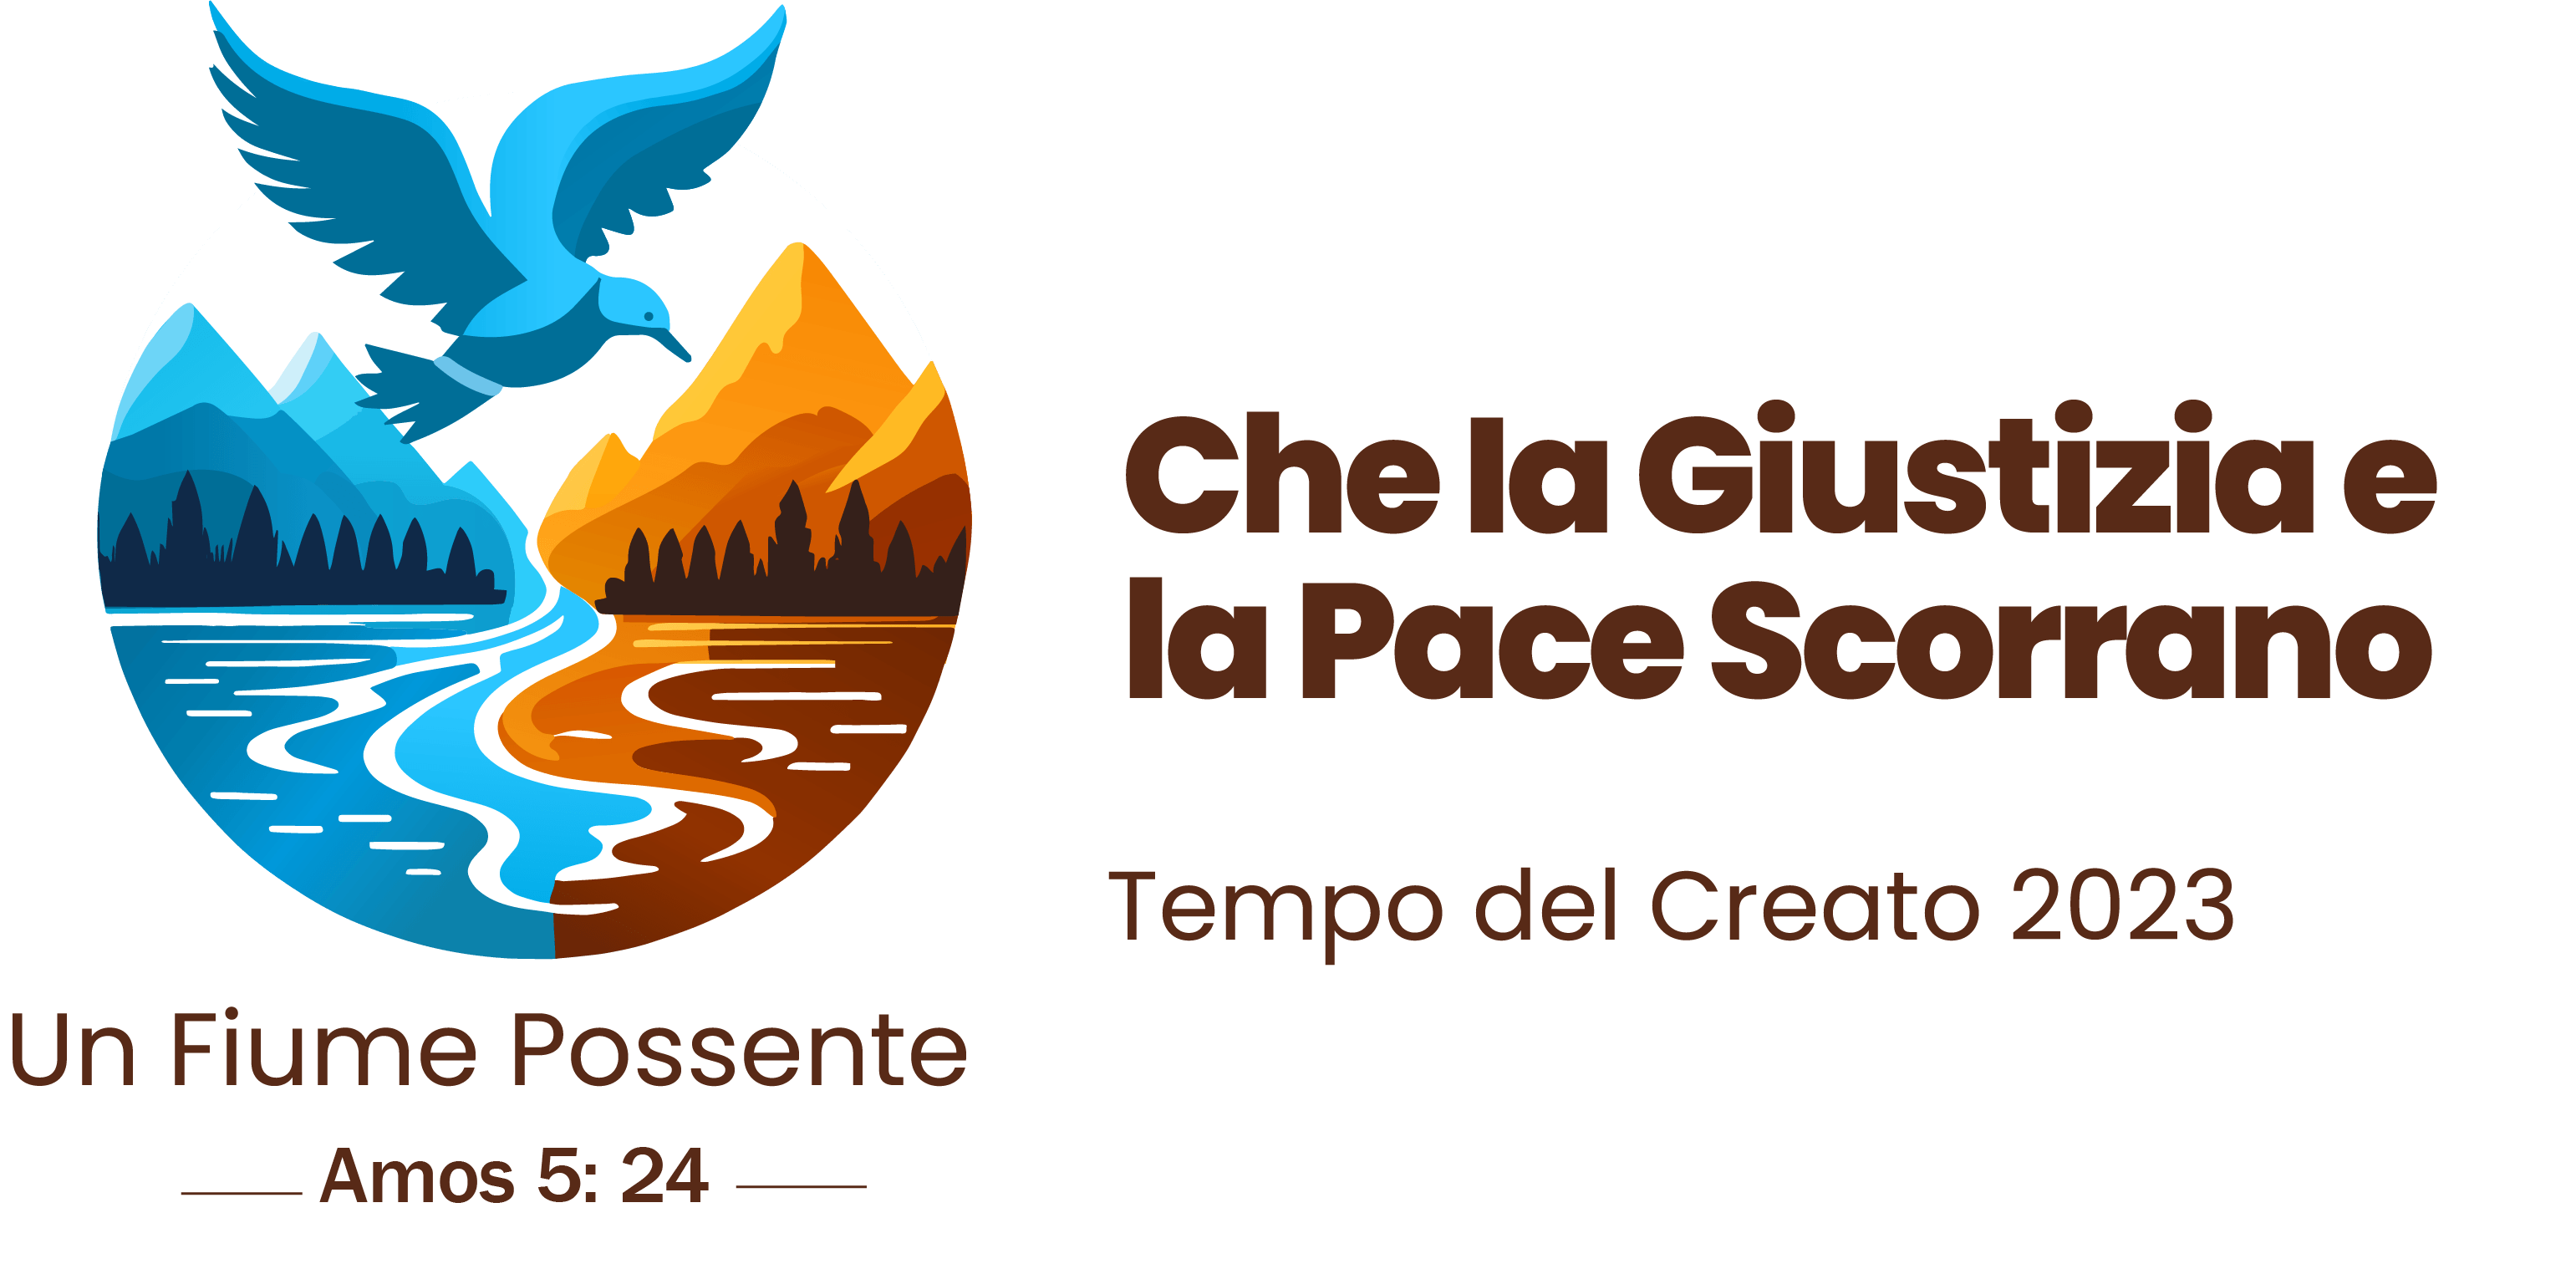 Che la Giustizia e
la Pace Scorrano
Tempo del Creato 2023
Un Fiume Possente
Amos 5: 24